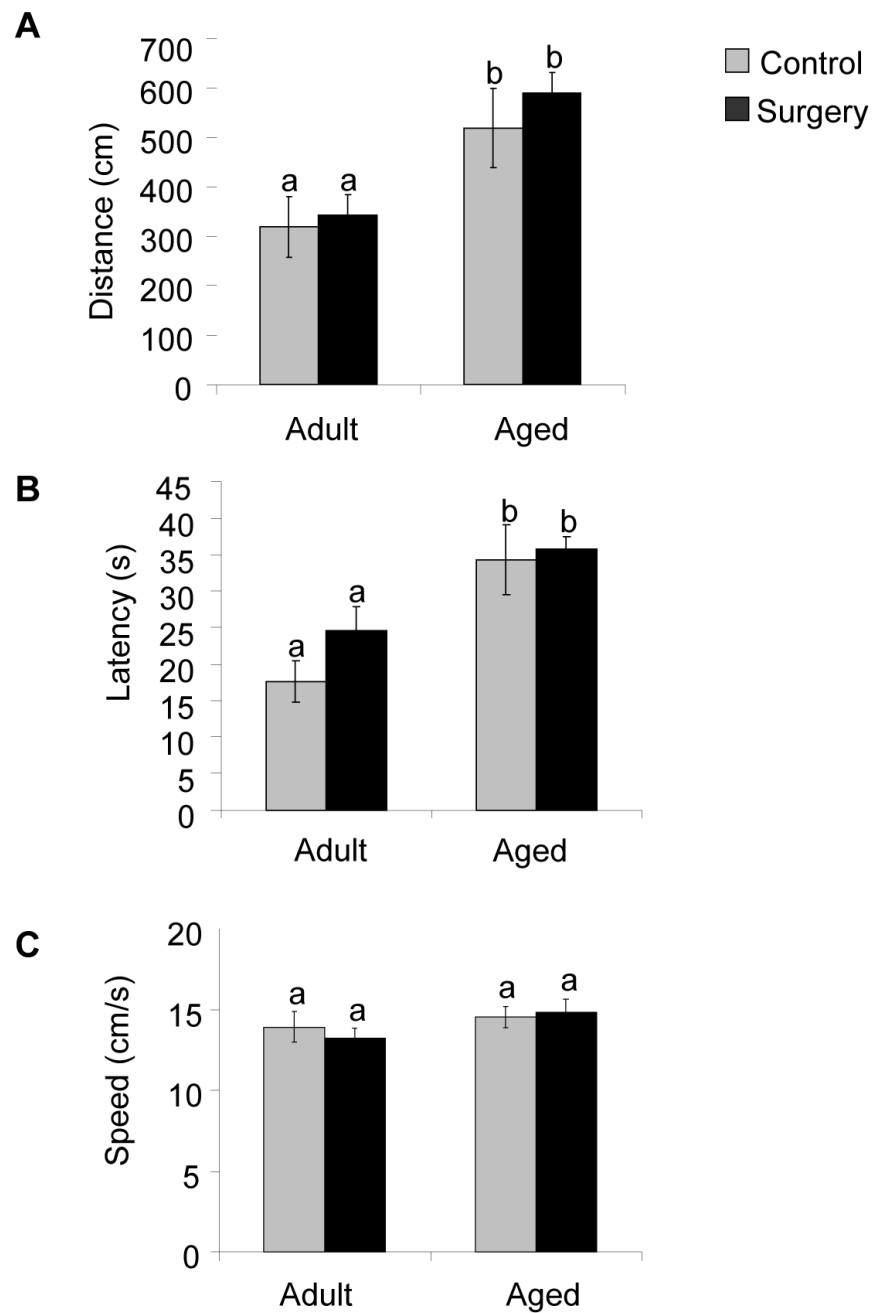 A
700
600
500
400
300
200
100
0
Distance (cm)
a a b b
Adult Aged
Control
Surgery
B
45
40
35
30
25
20
15
10
5
0
Latency (s)
a a b b
Adult Aged
C
20
15
10
5
0
Speed (cm/s)
a a a a
Adult Aged